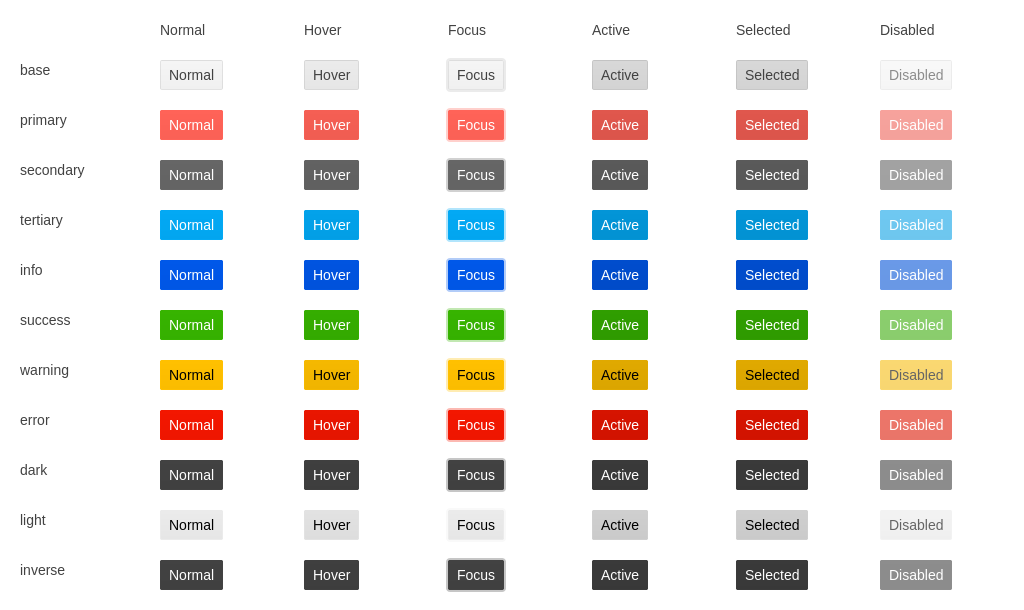 Normal Hover Focus Active Selected Disabled
base Normal Hover Focus Active Selected Disabled
primary Normal Hover Focus Active Selected Disabled
secondary Normal Hover Focus Active Selected Disabled
tertiary Normal Hover Focus Active Selected Disabled
info Normal Hover Focus Active Selected Disabled
success Normal Hover Focus Active Selected Disabled
warning Normal Hover Focus Active Selected Disabled
error Normal Hover Focus Active Selected Disabled
dark Normal Hover Focus Active Selected Disabled
light Normal Hover Focus Active Selected Disabled
inverse Normal Hover Focus Active Selected Disabled